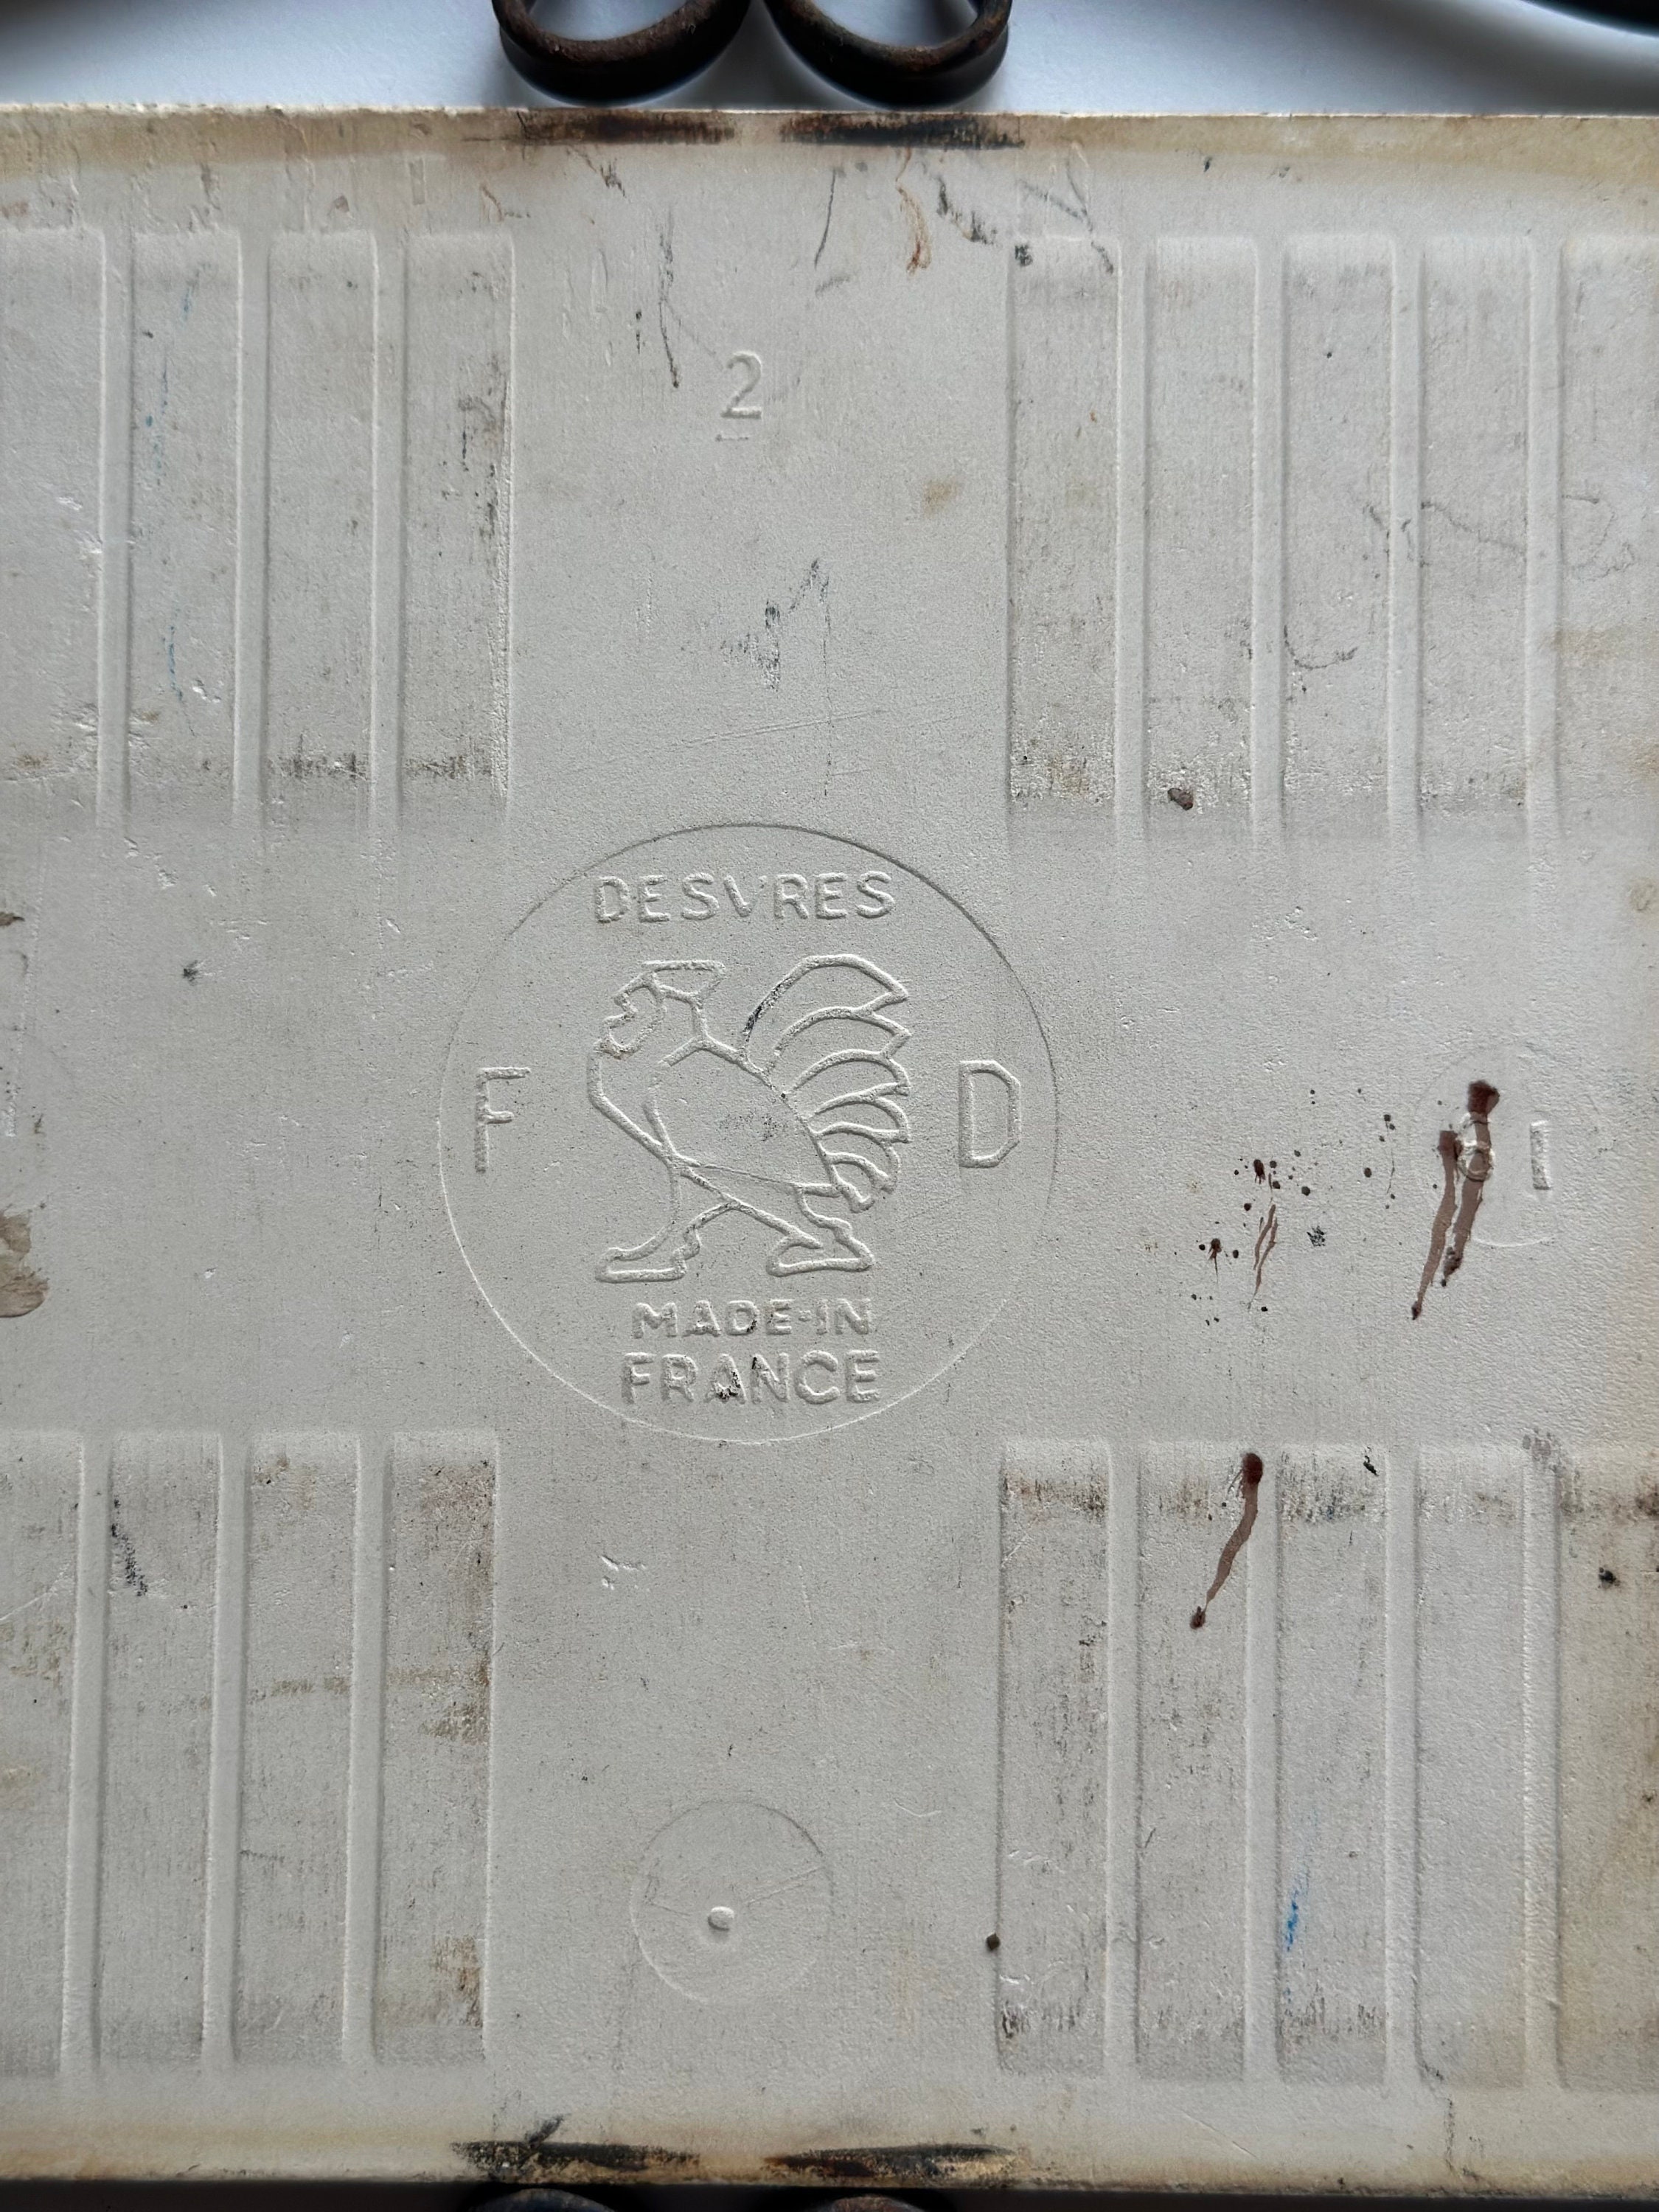 2
DESVRES
F D
MADE-IN
FRANCE
1